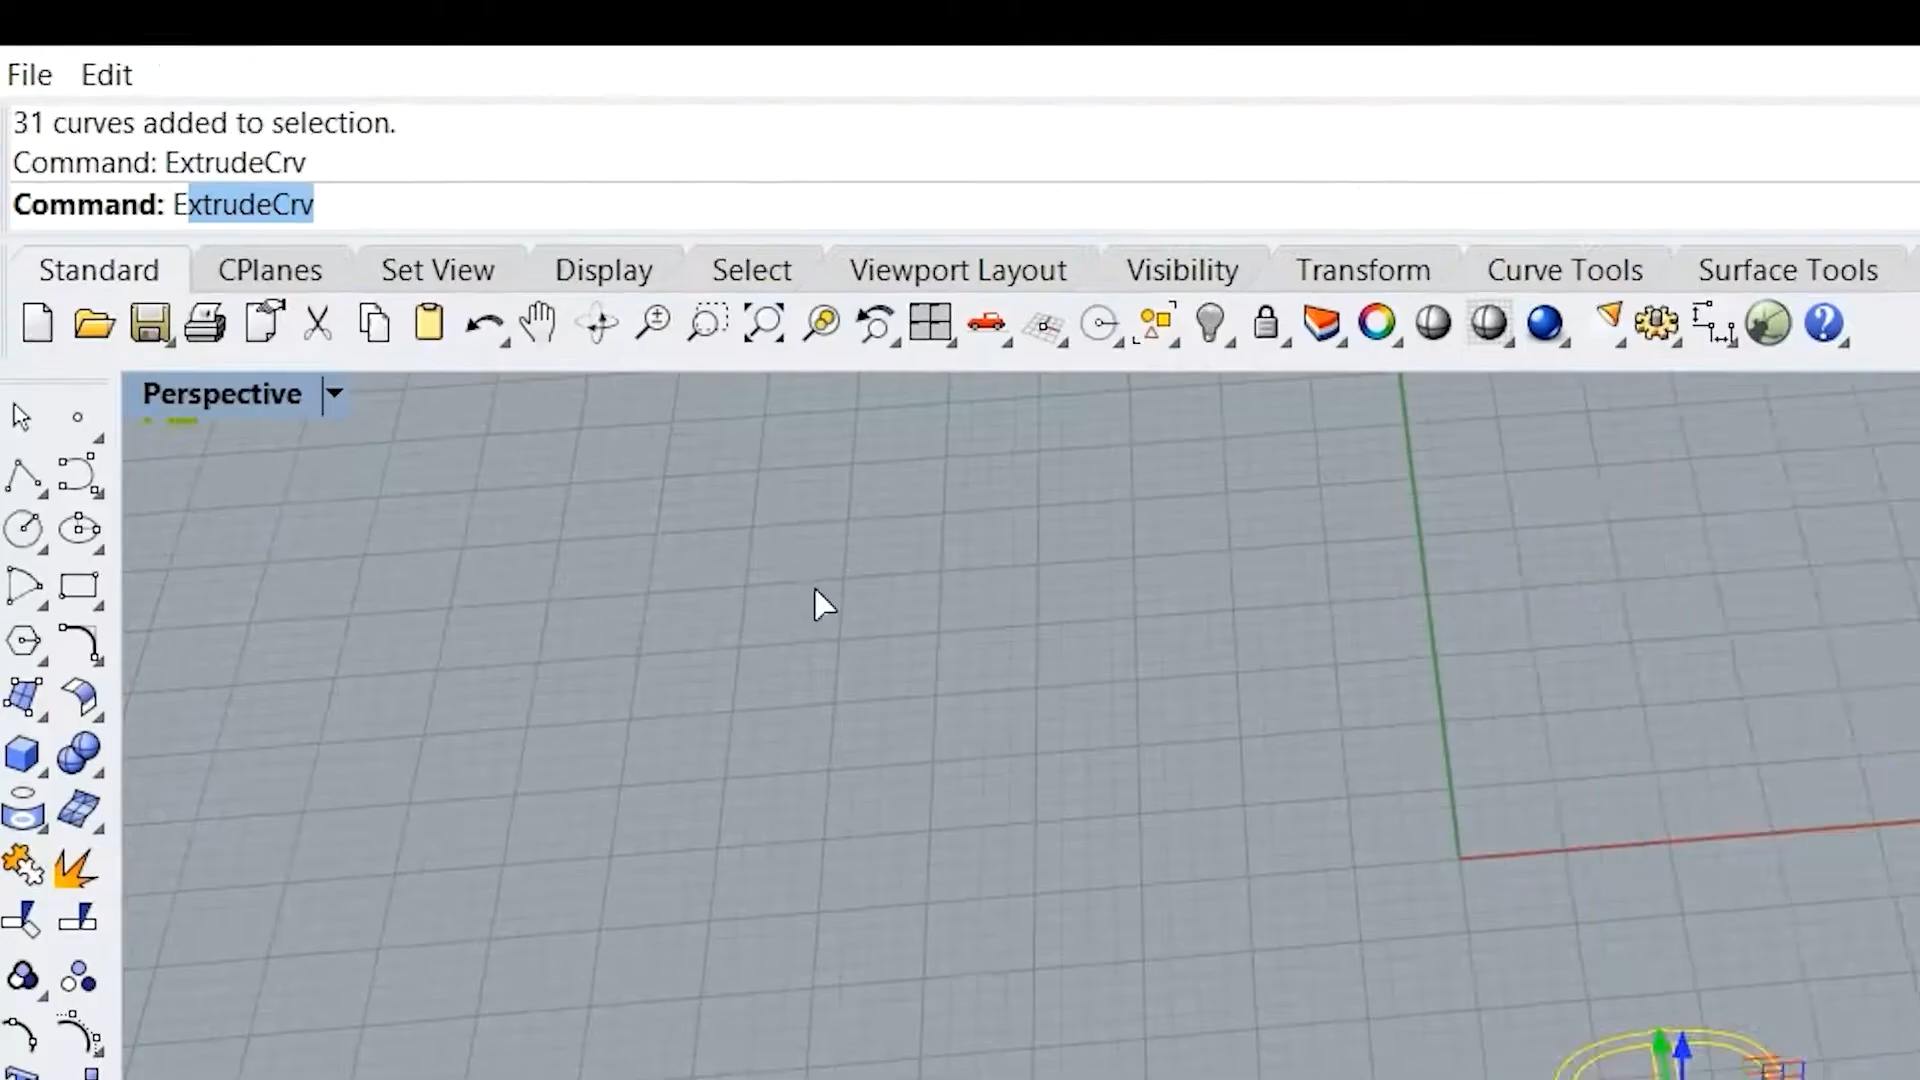 File Edit
31 curves added to selection.
Command: ExtrudeCrv
Command: ExtrudeCrv
Standard CPlanes Set View Display Select Viewport Layout Visibility Transform Curve Tools Surface Tools
?
Perspective